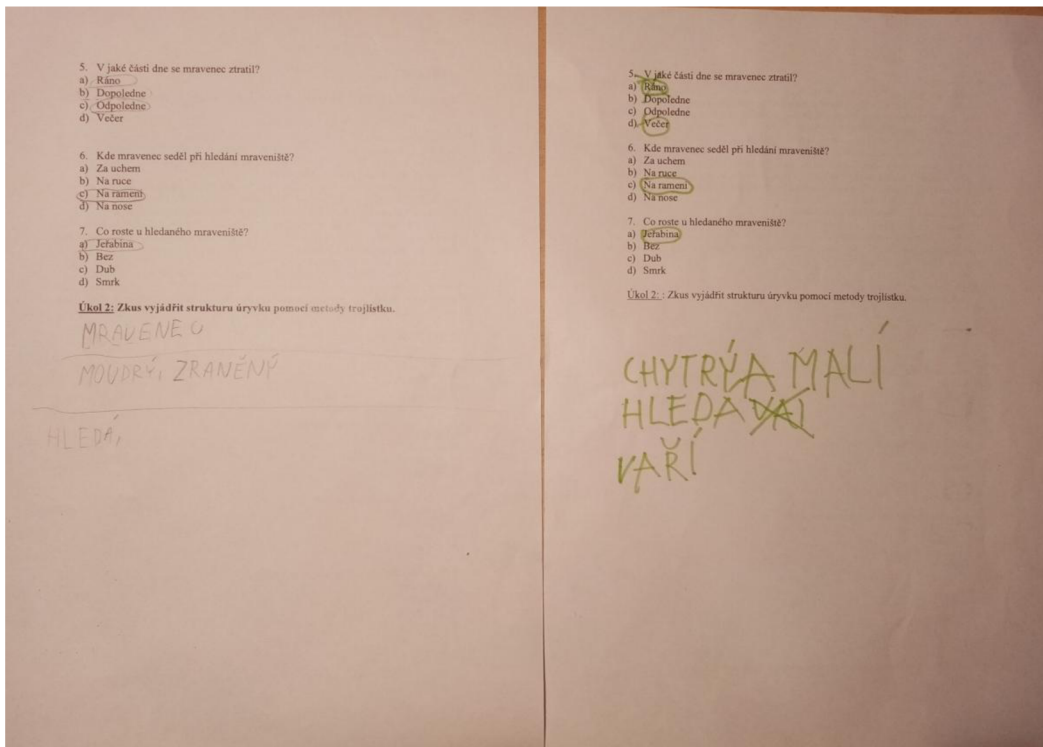 5. V jaké části dne se mravenec ztratil?
a) Ráno
b) Dopoledne
c) Odpoledne
d) Večer
6. Kde mravenec seděl při hledání mraveniště?
a) Za uchem
b) Na ruce
c) Na rameni
d) Na nose
7. Co roste u hledaného mraveniště?
a) Jeřabina
b) Bez
c) Dub
d) Smrk
Úkol 2: Zkus vyjádřit strukturu úryvku pomocí metody trojlístku.
MRAVENEC
MOUDRÝ, ZRANĚNÝ
HLEDÁ,
5. V jaké části dne se mravenec ztratil?
a) Ráno
b) Dopoledne
c) Odpoledne
d) Večer
6. Kde mravenec seděl při hledání mraveniště?
a) Za uchem
b) Na ruce
c) Na rameni
d) Na nose
7. Co roste u hledaného mraveniště?
a) Jeřabina
b) Bez
c) Dub
d) Smrk
Úkol 2: : Zkus vyjádřit strukturu úryvku pomocí metody trojlístku.
CHYTRÝ A MALÍ
HLEDA
VAŘÍ